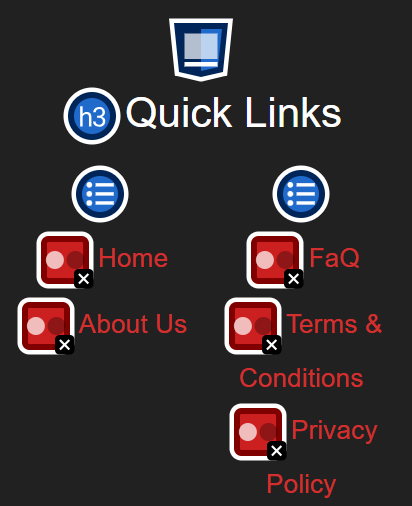 h3 Quick Links
Home
About Us
FaQ
Terms &
Conditions
Privacy
Policy